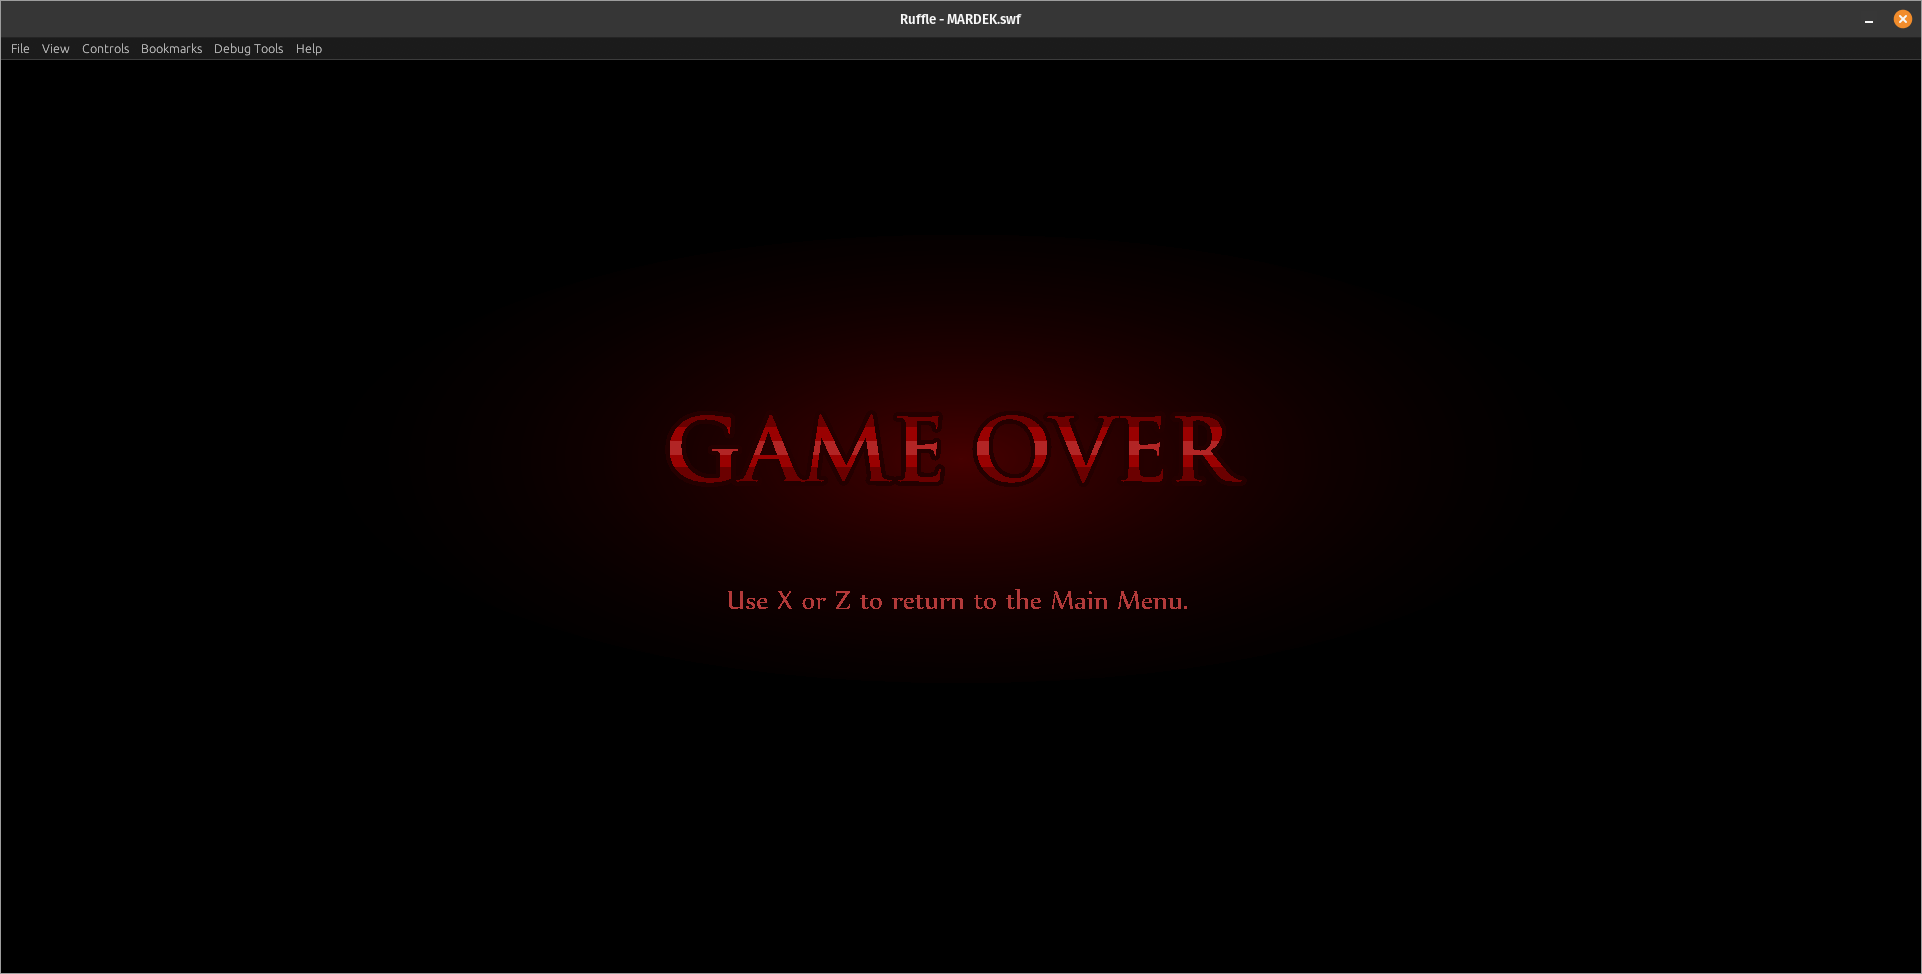 Ruffle - MARDEK.swf
File View Controls Bookmarks Debug Tools Help
GAME OVER
Use X or Z to return to the Main Menu.